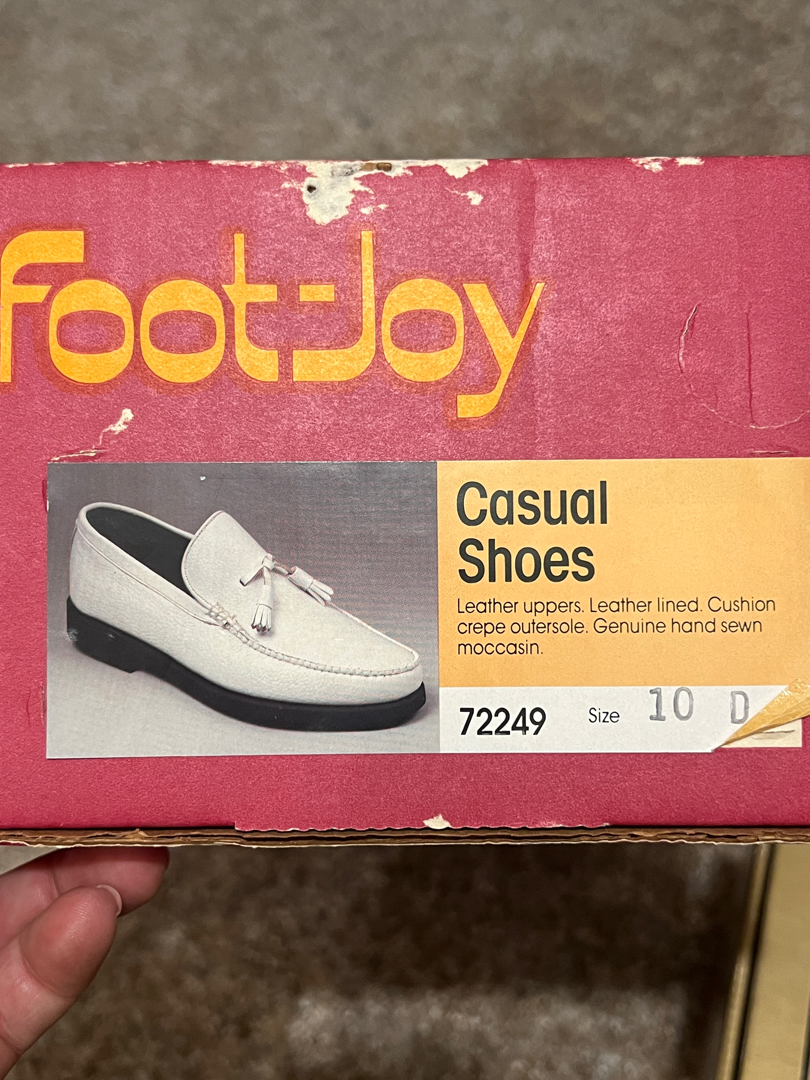 Foot-Joy
Casual
Shoes
Leather uppers. Leather lined. Cushion
crepe outersole. Genuine hand sewn
moccasin.
72249 Size 10 D